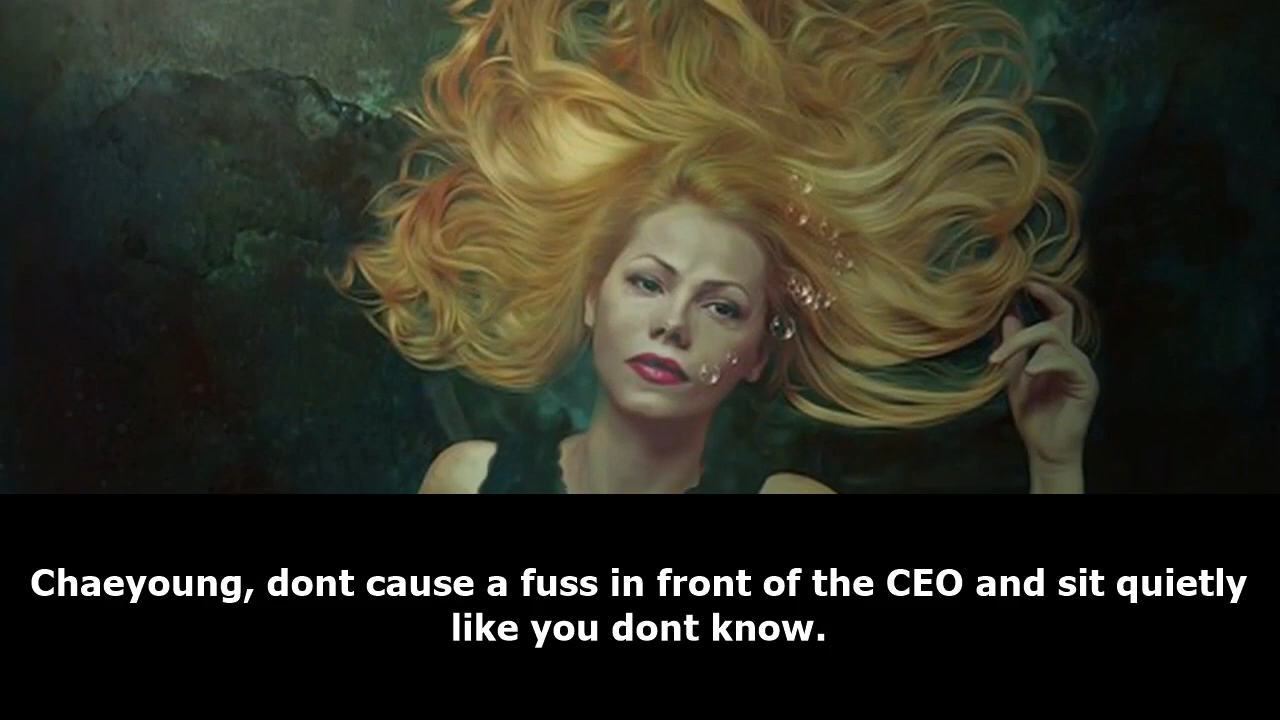 Chaeyoung, dont cause a fuss in front of the CEO and sit quietly
like you dont know.